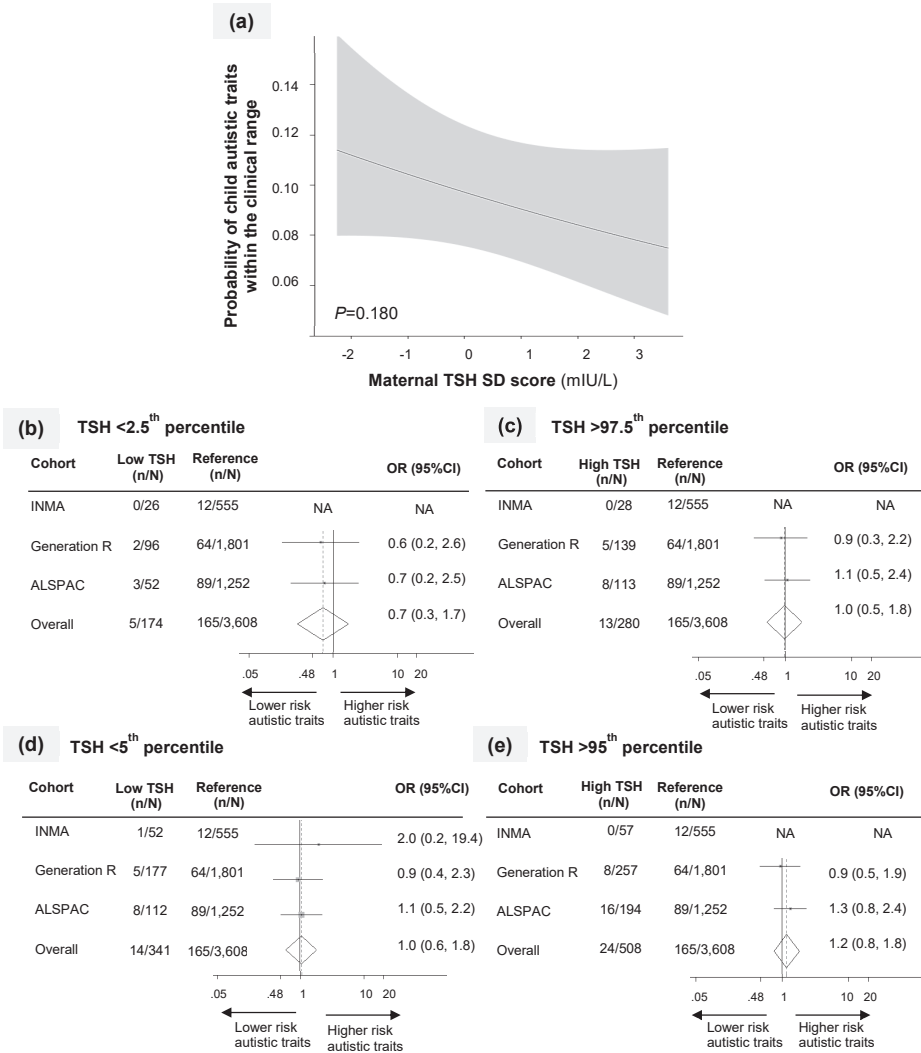 (a)
Probability of child autistic traits
within the clinical range
0.14
0.12
0.10
0.08
0.06
P=0.180
-2 -1 0 1 2 3
Maternal TSH SD score (mIU/L)
(b) TSH <2.5th percentile
Cohort Low TSH (n/N) Reference (n/N) OR (95%CI)
INMA 0/26 12/555 NA NA
Generation R 2/96 64/1,801 0.6 (0.2, 2.6)
ALSPAC 3/52 89/1,252 0.7 (0.2, 2.5)
Overall 5/174 165/3,608 0.7 (0.3, 1.7)
.05 .48 1 10 20
Lower risk Higher risk
autistic traits autistic traits
(c) TSH >97.5th percentile
Cohort High TSH (n/N) Reference (n/N) OR (95%CI)
INMA 0/28 12/555 NA NA
Generation R 5/139 64/1,801 0.9 (0.3, 2.2)
ALSPAC 8/113 89/1,252 1.1 (0.5, 2.4)
Overall 13/280 165/3,608 1.0 (0.5, 1.8)
.05 .48 1 10 20
Lower risk Higher risk
autistic traits autistic traits
(d) TSH <5th percentile
Cohort Low TSH (n/N) Reference (n/N) OR (95%CI)
INMA 1/52 12/555 2.0 (0.2, 19.4)
Generation R 5/177 64/1,801 0.9 (0.4, 2.3)
ALSPAC 8/112 89/1,252 1.1 (0.5, 2.2)
Overall 14/341 165/3,608 1.0 (0.6, 1.8)
.05 .48 1 10 20
Lower risk Higher risk
autistic traits autistic traits
(e) TSH >95th percentile
Cohort High TSH (n/N) Reference (n/N) OR (95%CI)
INMA 0/57 12/555 NA NA
Generation R 8/257 64/1,801 0.9 (0.5, 1.9)
ALSPAC 16/194 89/1,252 1.3 (0.8, 2.4)
Overall 24/508 165/3,608 1.2 (0.8, 1.8)
.05 .48 1 10 20
Lower risk Higher risk
autistic traits autistic traits